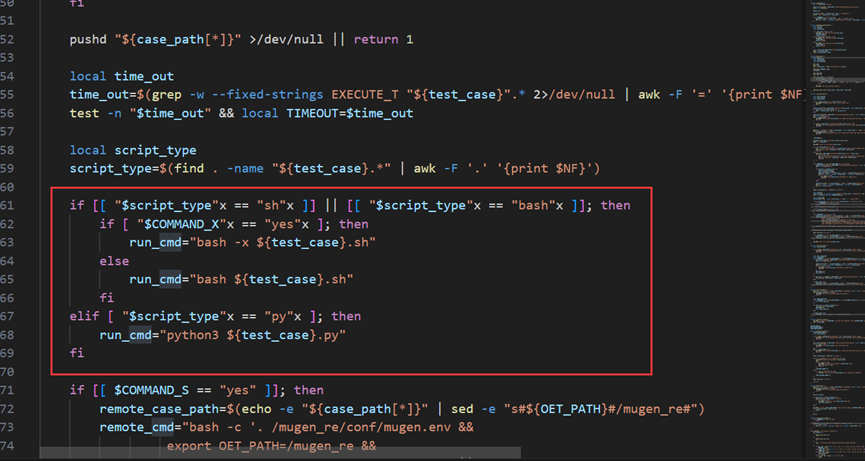 50 fi
51
52 pushd "${case_path[*]}" >/dev/null || return 1
53
54 local time_out
55 time_out=$(grep -w --fixed-strings EXECUTE_T "${test_case}".* 2>/dev/null | awk -F '=' '{print $NF}
56 test -n "$time_out" && local TIMEOUT=$time_out
57
58 local script_type
59 script_type=$(find . -name "${test_case}.*" | awk -F '.' '{print $NF}')
60
61 if [[ "$script_type"x == "sh"x ]] || [[ "$script_type"x == "bash"x ]]; then
62 if [ "$COMMAND_X"x == "yes"x ]; then
63 run_cmd="bash -x ${test_case}.sh"
64 else
65 run_cmd="bash ${test_case}.sh"
66 fi
67 elif [ "$script_type"x == "py"x ]; then
68 run_cmd="python3 ${test_case}.py"
69 fi
70
71 if [[ $COMMAND_S == "yes" ]]; then
72 remote_case_path=$(echo -e "${case_path[*]}" | sed -e "s#${OET_PATH}#/mugen_re#")
73 remote_cmd="bash -c '. /mugen_re/conf/mugen.env &&
74 export OET_PATH=/mugen_re &&